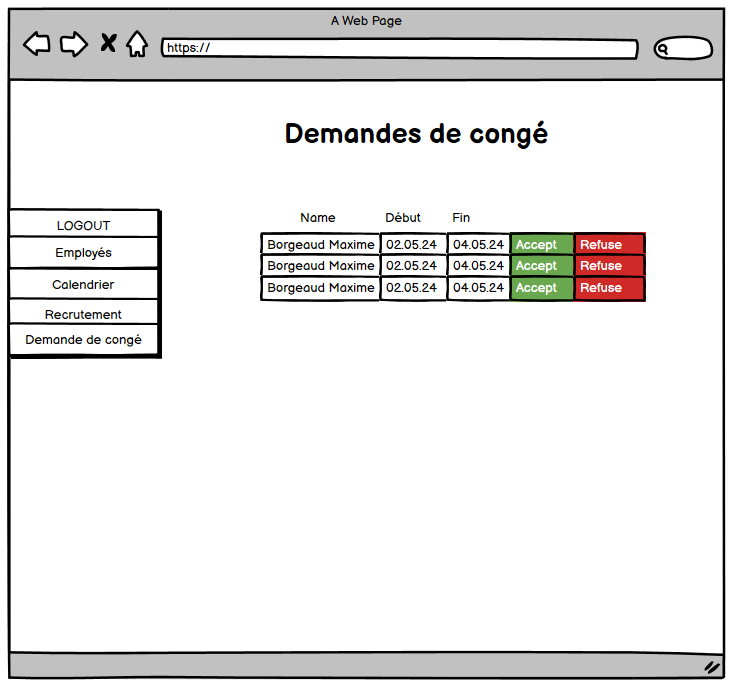 A Web Page
https://
Demandes de congé
LOGOUT
Employés
Calendrier
Recrutement
Demande de congé
Name Début Fin
Borgeaud Maxime 02.05.24 04.05.24 Accept Refuse
Borgeaud Maxime 02.05.24 04.05.24 Accept Refuse
Borgeaud Maxime 02.05.24 04.05.24 Accept Refuse